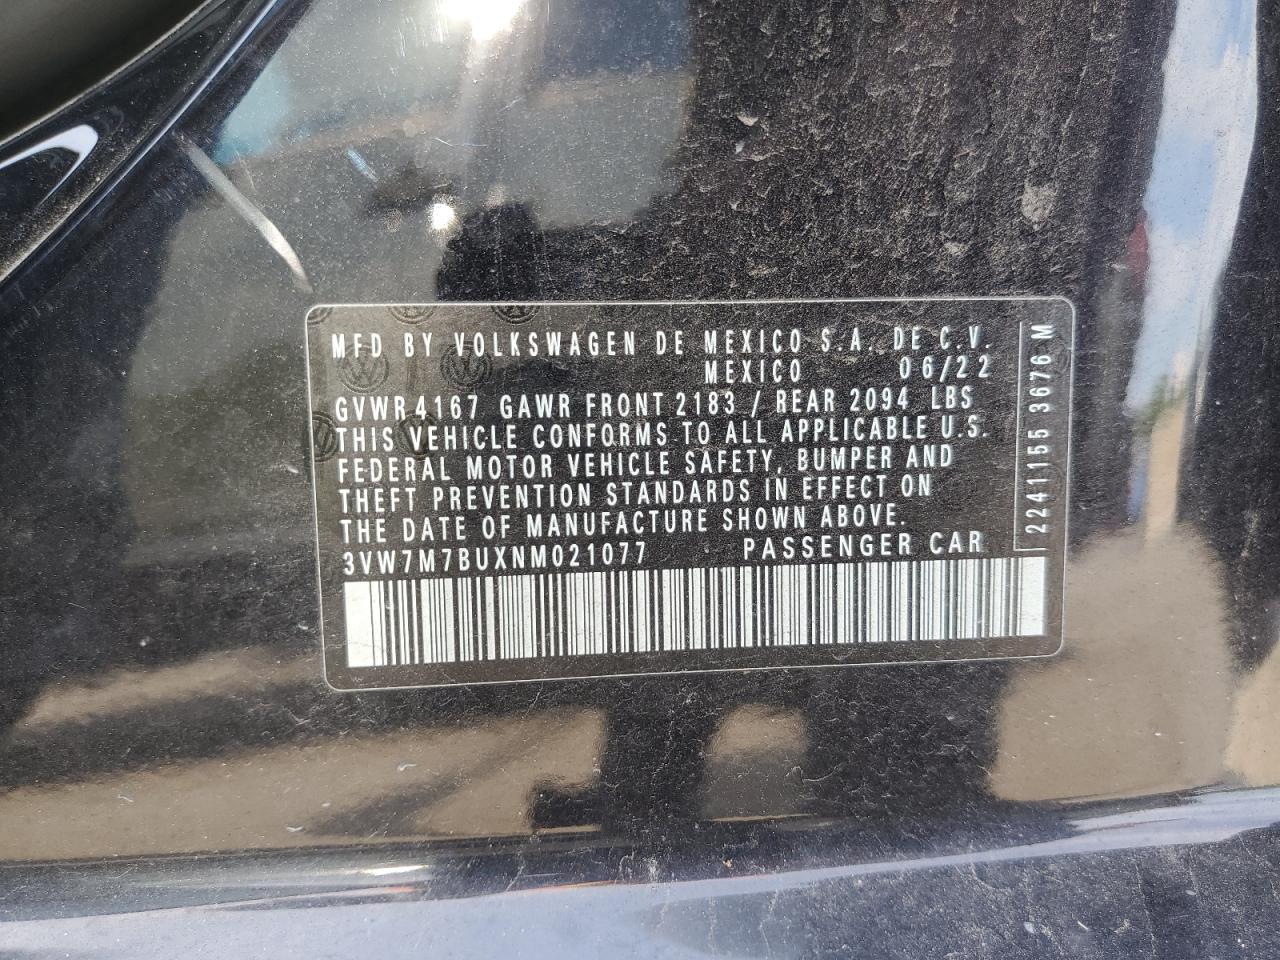 MFD BY VOLKSWAGEN DE MEXICO S.A. DE C.V.
MEXICO 06/22
GVWR 4167 GAWR FRONT 2183 / REAR 2094 LBS
THIS VEHICLE CONFORMS TO ALL APPLICABLE U.S.
FEDERAL MOTOR VEHICLE SAFETY, BUMPER AND
THEFT PREVENTION STANDARDS IN EFFECT ON
THE DATE OF MANUFACTURE SHOWN ABOVE.
3VW7M7BUXNM021077 PASSENGER CAR
2241155 3676 M